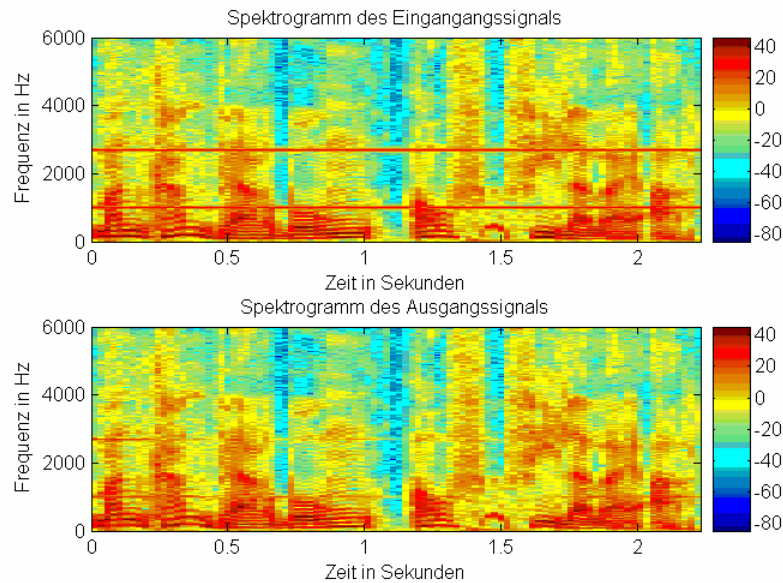 Spektrogramm des Eingangangssignals
6000
4000
2000
0
Frequenz in Hz
0 0.5 1 1.5 2
Zeit in Sekunden
40
20
0
-20
-40
-60
-80
Spektrogramm des Ausgangssignals
6000
4000
2000
0
Frequenz in Hz
0 0.5 1 1.5 2
Zeit in Sekunden
40
20
0
-20
-40
-60
-80